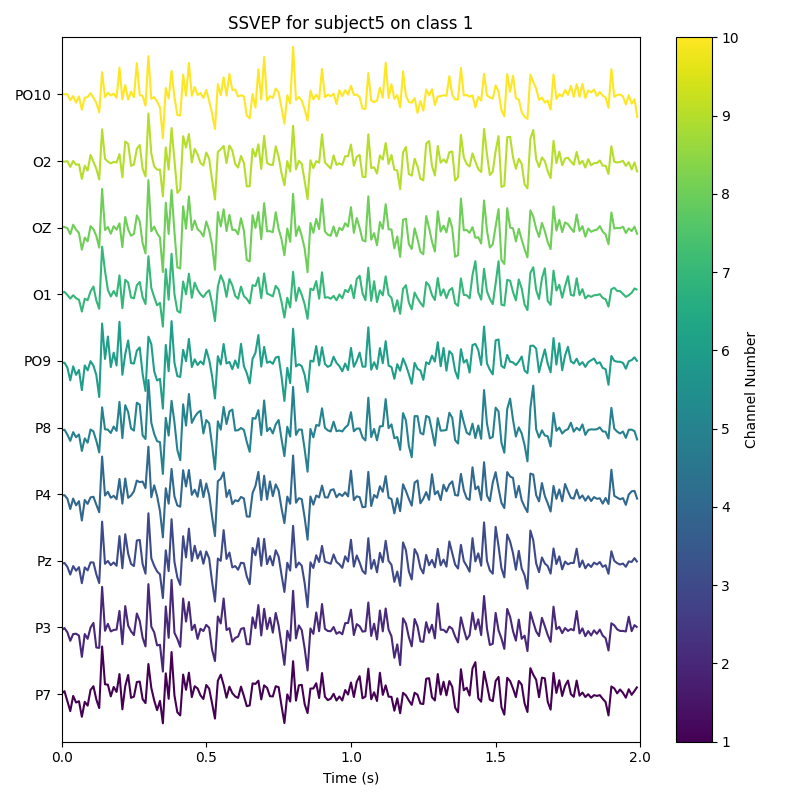 SSVEP for subject5 on class 1
PO10
O2
OZ
O1
PO9
P8
P4
Pz
P3
P7
0.0
0.5
1.0
1.5
2.0
Time (s)
10
9
8
7
6
5
4
3
2
1
Channel Number